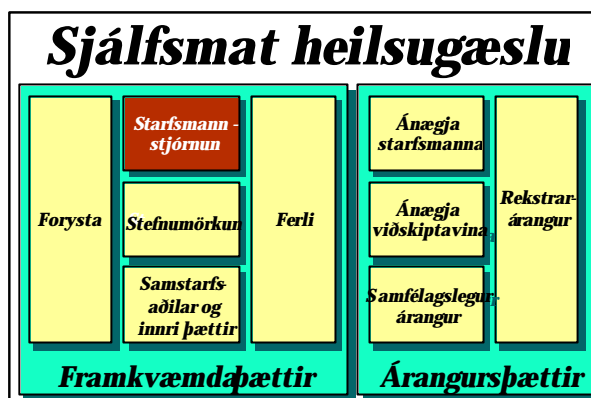 Sjálfsmat heilsugæslu
Forysta
Starfsmann -
stjórnun
Stefnumörkun
Samstarfs-
aðilar og
innri þættir
Ferli
Framkvæmdaþættir
Ánægja
starfsmanna
Ánægja
viðskiptavina
Samfélagslegur
árangur
Rekstrar-
árangur
Árangursþættir